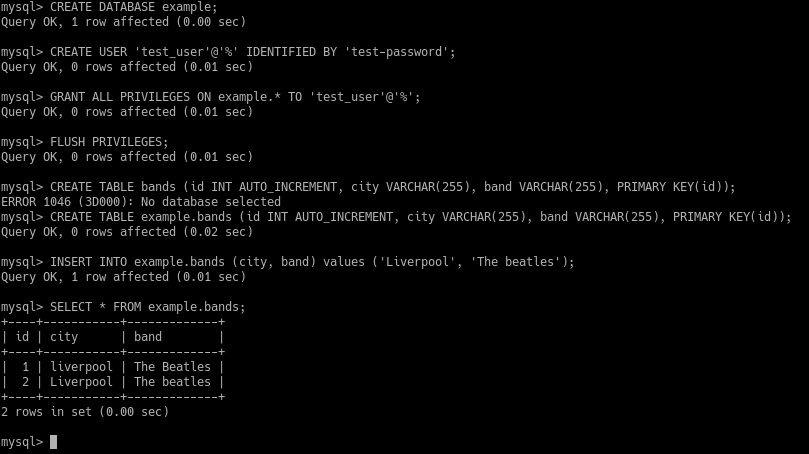 mysql> CREATE DATABASE example;
Query OK, 1 row affected (0.00 sec)
mysql> CREATE USER 'test_user'@'%' IDENTIFIED BY 'test-password';
Query OK, 0 rows affected (0.01 sec)
mysql> GRANT ALL PRIVILEGES ON example.* TO 'test_user'@'%';
Query OK, 0 rows affected (0.01 sec)
mysql> FLUSH PRIVILEGES;
Query OK, 0 rows affected (0.01 sec)
mysql> CREATE TABLE bands (id INT AUTO_INCREMENT, city VARCHAR(255), band VARCHAR(255), PRIMARY KEY(id));
ERROR 1046 (3D000): No database selected
mysql> CREATE TABLE example.bands (id INT AUTO_INCREMENT, city VARCHAR(255), band VARCHAR(255), PRIMARY KEY(id));
Query OK, 0 rows affected (0.02 sec)
mysql> INSERT INTO example.bands (city, band) values ('Liverpool', 'The beatles');
Query OK, 1 row affected (0.01 sec)
mysql> SELECT * FROM example.bands;
+----+-----------+-------------+
| id | city      | band        |
+----+-----------+-------------+
|  1 | liverpool | The Beatles |
|  2 | Liverpool | The beatles |
+----+-----------+-------------+
2 rows in set (0.00 sec)
mysql>